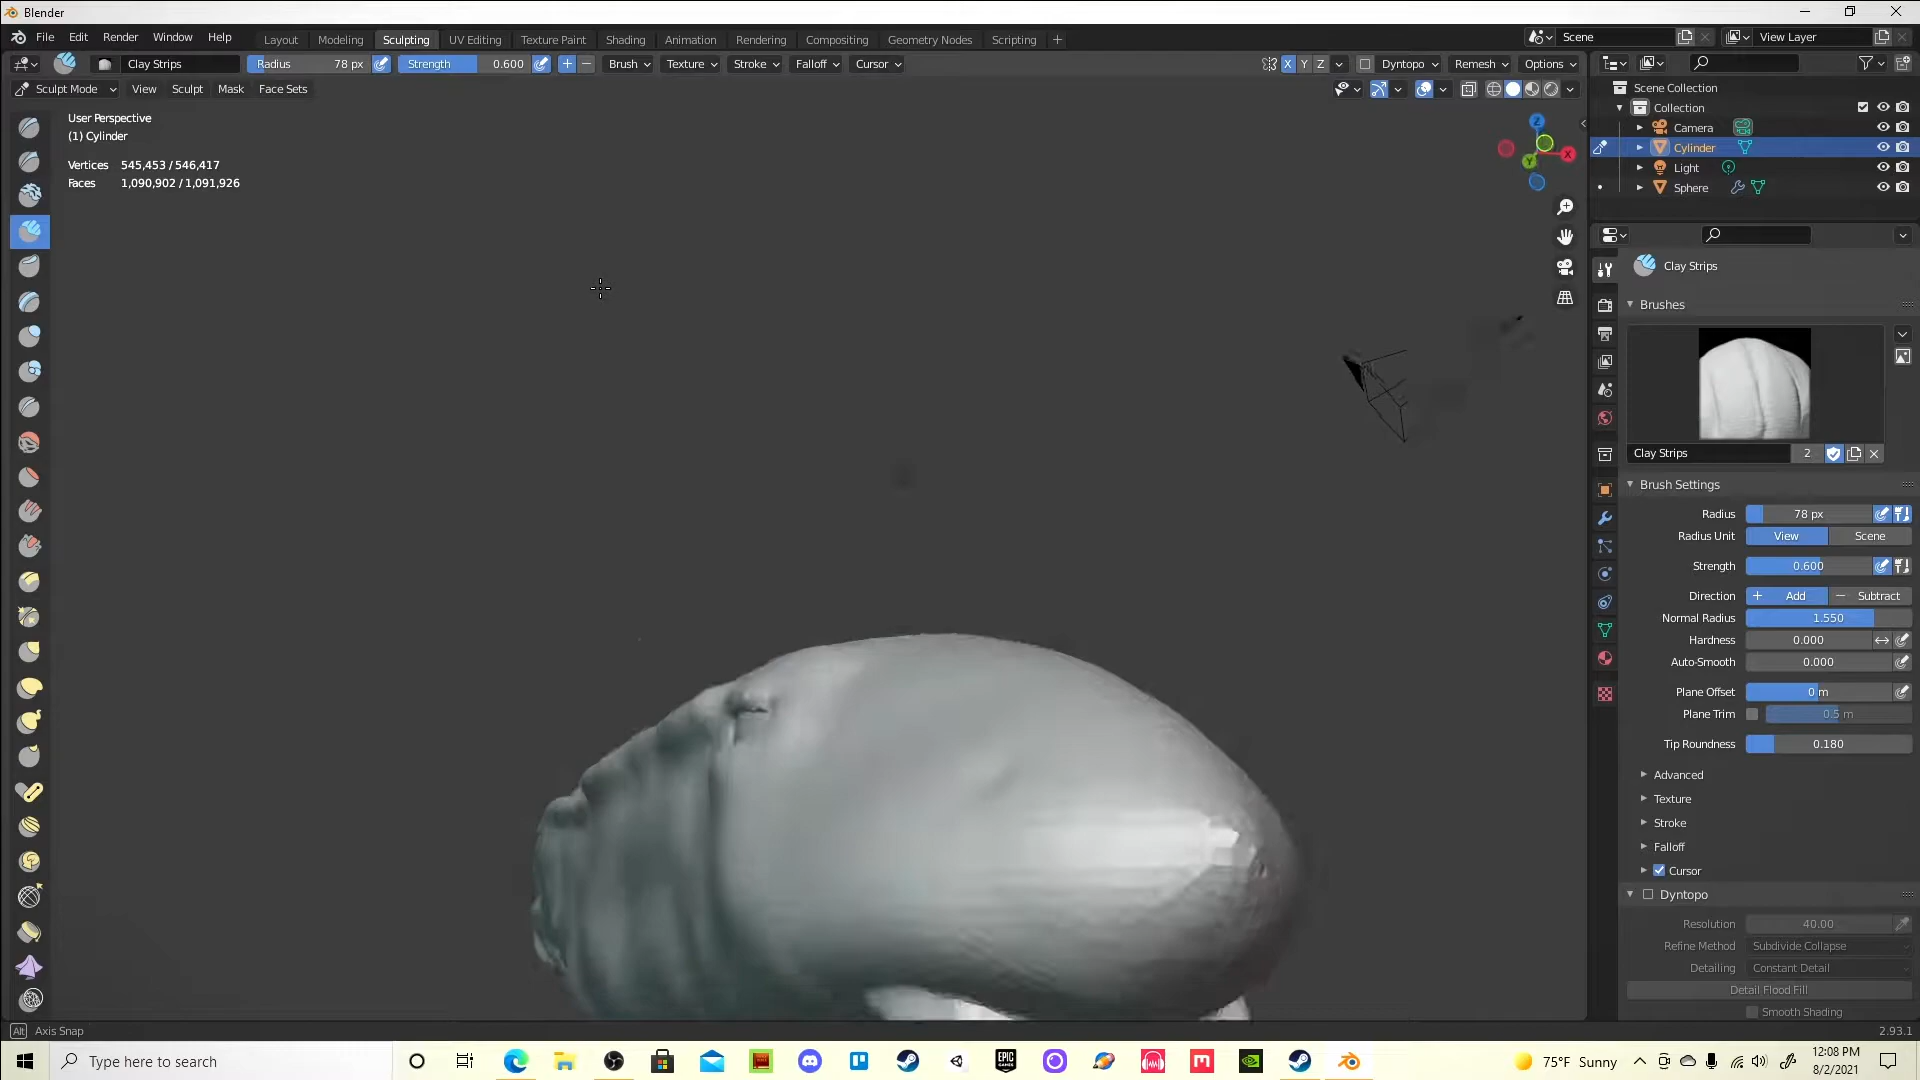 Blender
File Edit Render Window Help
Layout Modeling Sculpting UV Editing Texture Paint Shading Animation Rendering Compositing Geometry Nodes Scripting +
Scene
View Layer
Clay Strips
Radius 78 px
Strength 0.600
Brush Texture Stroke Falloff Cursor
X Y Z
Dyntopo Remesh Options
Sculpt Mode View Sculpt Mask Face Sets
User Perspective
(1) Cylinder
Vertices 545,453 / 546,417
Faces 1,090,902 / 1,091,926
Z
X
Y
Scene Collection
Collection
Camera
Cylinder
Light
Sphere
Clay Strips
Brushes
Clay Strips 2
Brush Settings
Radius 78 px
Radius Unit View Scene
Strength 0.600
Direction + Add − Subtract
Normal Radius 1.550
Hardness 0.000
Auto-Smooth 0.000
Plane Offset 0 m
Plane Trim 0.5 m
Tip Roundness 0.180
Advanced
Texture
Stroke
Falloff
Cursor
Dyntopo
Resolution 40.00
Refine Method Subdivide Collapse
Detailing Constant Detail
Detail Flood Fill
Smooth Shading
Alt Axis Snap
2.93.1
Type here to search
EPIC GAMES
75°F Sunny
12:08 PM
8/2/2021